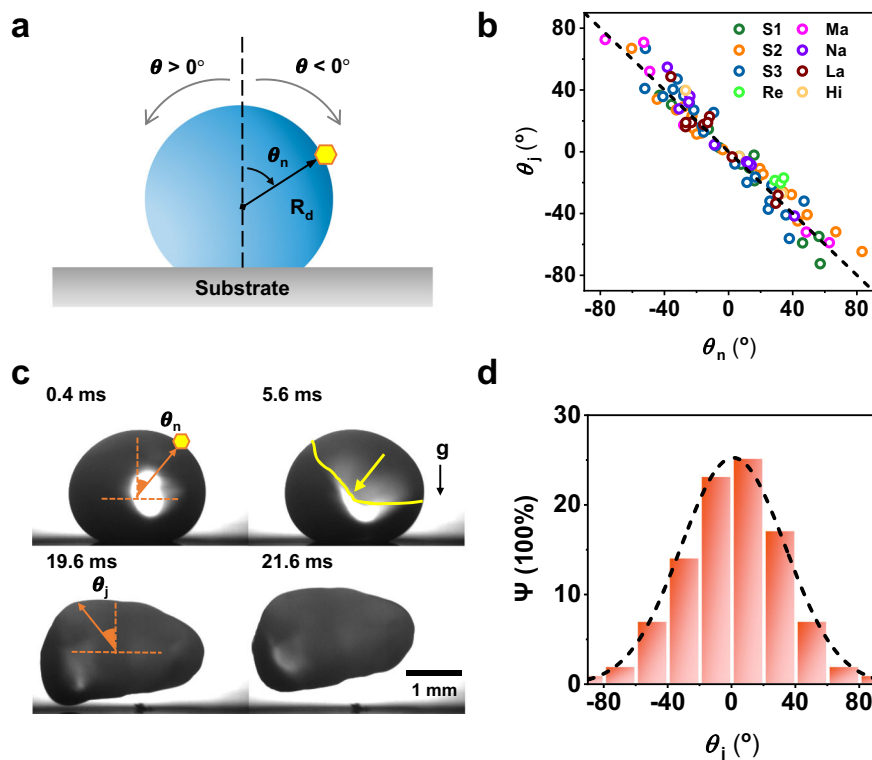 a
θ > 0° θ < 0°
θn
Rd
Substrate
b
θj (°)
80
40
0
-40
-80
-80 -40 0 40 80
θn (°)
S1 Ma
S2 Na
S3 La
Re Hi
c
0.4 ms 5.6 ms
θn
g
19.6 ms 21.6 ms
θj
1 mm
d
Ψ (100%)
30
20
10
0
-80 -40 0 40 80
θj (°)